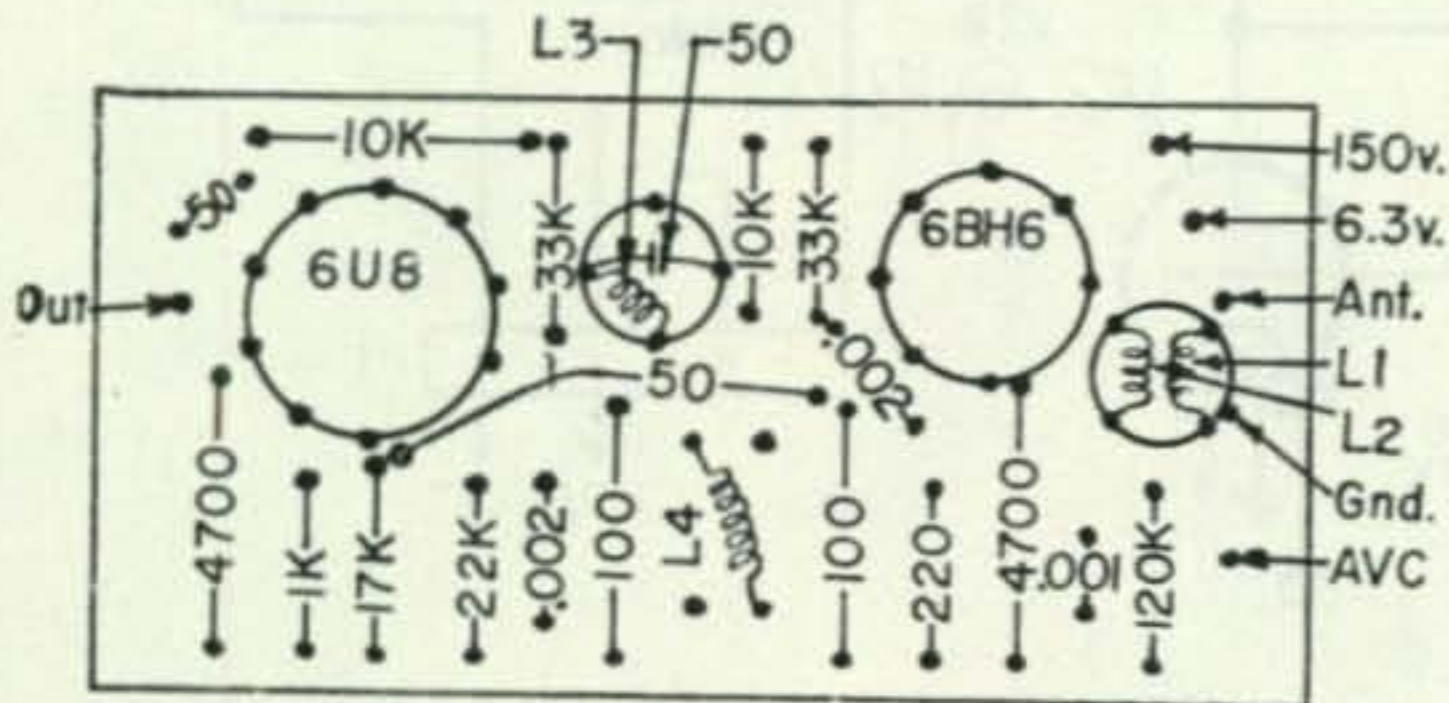 L3
50
10K
150v.
50
33K
10K
33K
6BH6
6.3v.
6U8
Out
Ant.
.002
L1
50
L2
4700
1K
17K
22K
.002
100
L4
100
220
4700
.001
120K
Gnd.
AVC